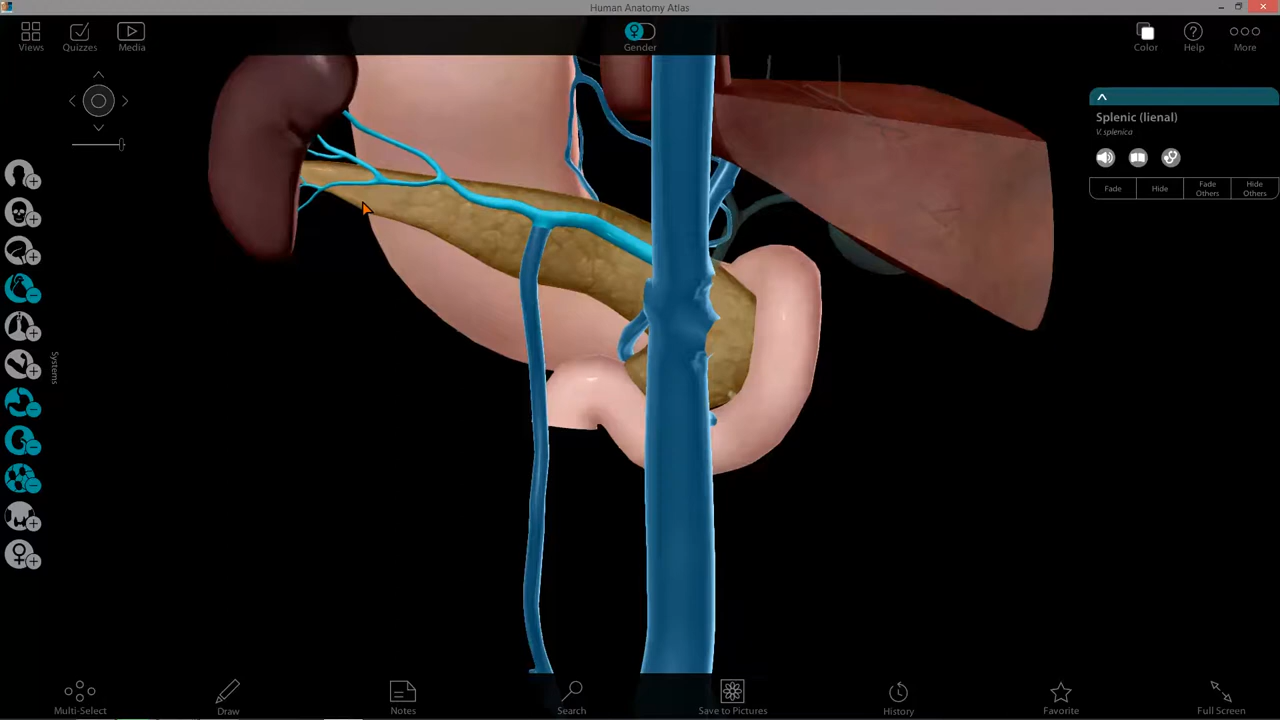 Human Anatomy Atlas
Views
Quizzes
Media
Gender
Color
Help
More
Splenic (lienal)
V. splenica
Fade
Hide
Fade
Others
Hide
Others
Systems
Multi-Select
Draw
Notes
Search
Save to Pictures
History
Favorite
Full Screen